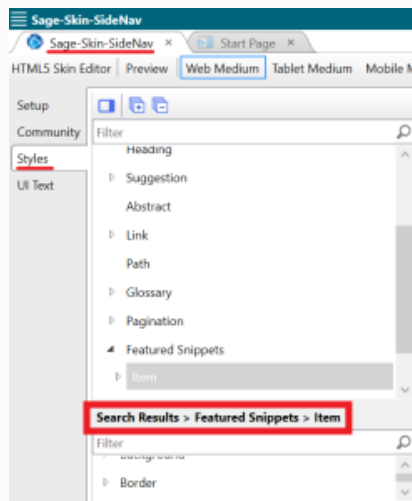 Sage-Skin-SideNav
Sage-Skin-SideNav × Start Page ×
HTML5 Skin Editor Preview Web Medium Tablet Medium Mobile M
Setup
Community
Styles
UI Text
Filter
Heading
Suggestion
Abstract
Link
Path
Glossary
Pagination
Featured Snippets
Item
Search Results > Featured Snippets > Item
Filter
Background
Border